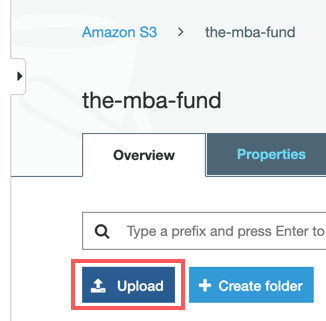 Amazon S3 > the-mba-fund
the-mba-fund
Overview Properties
Type a prefix and press Enter to
Upload + Create folder